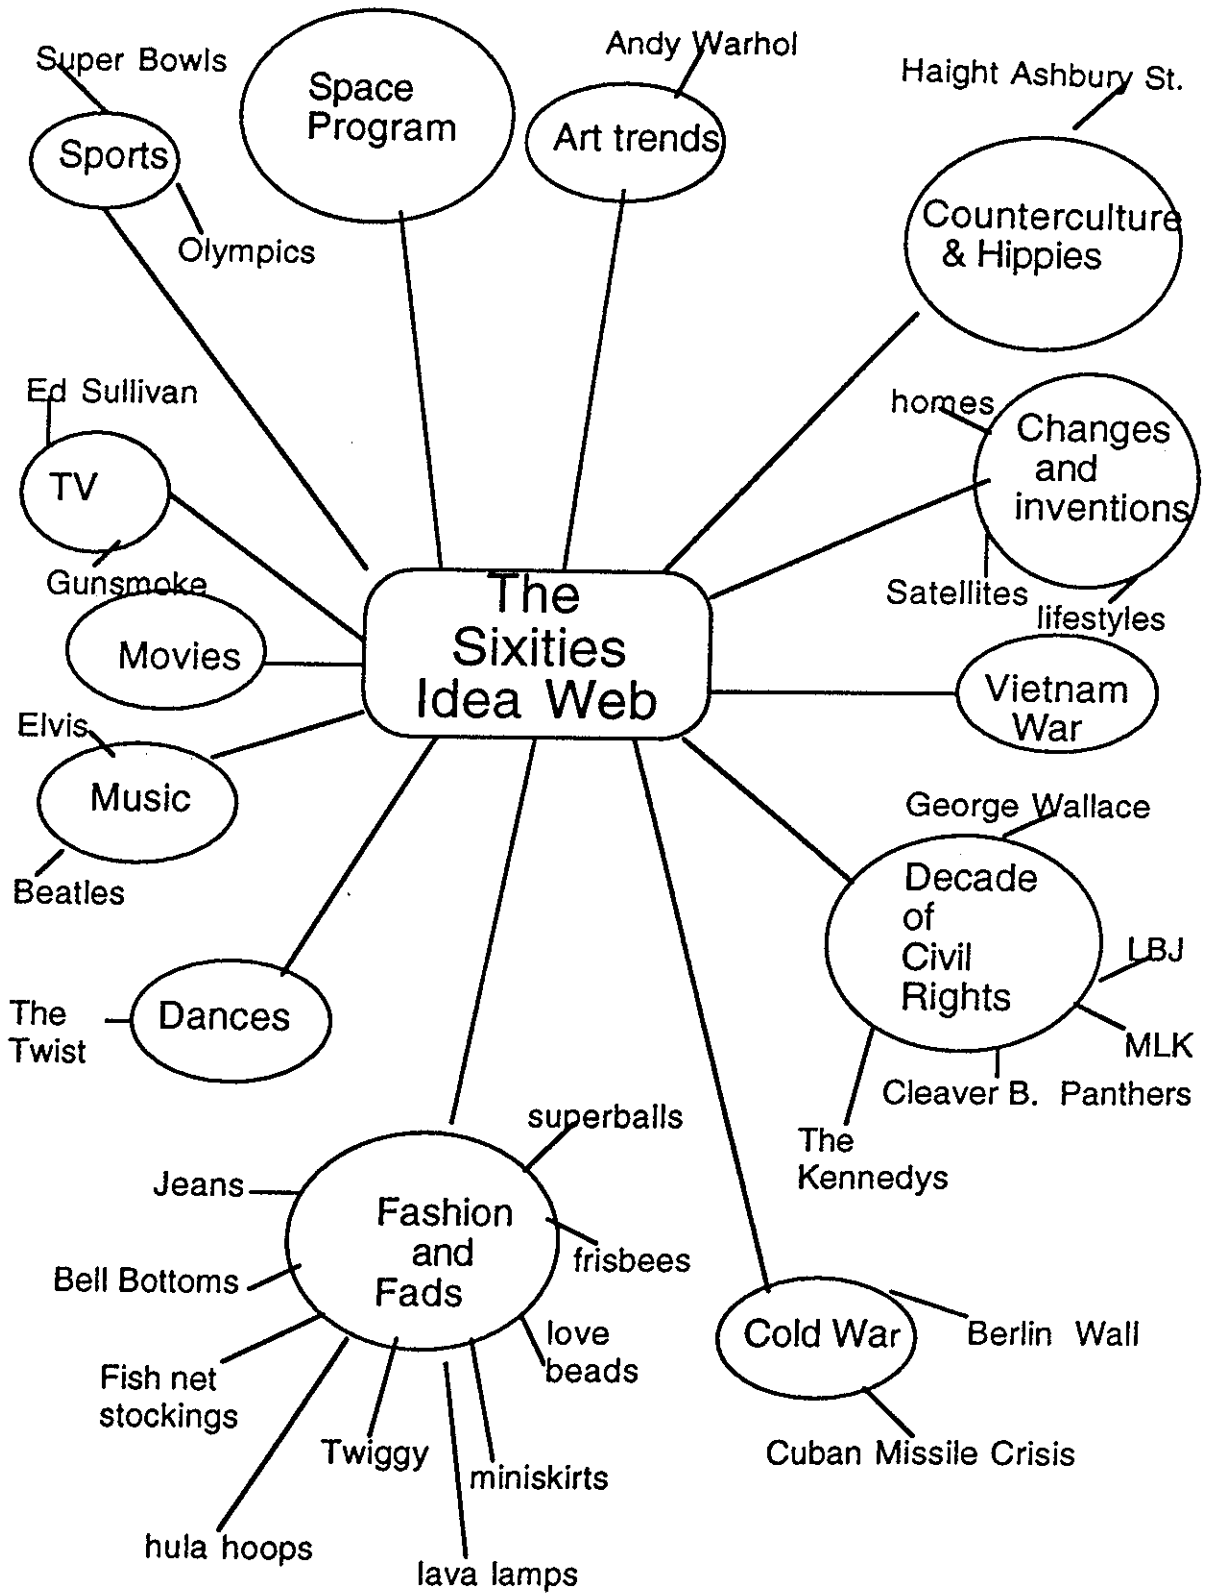 Super Bowls
Sports
Olympics
Space
Program
Andy Warhol
Art trends
Haight Ashbury St.
Counterculture
& Hippies
Ed Sullivan
TV
Gunsmoke
homes
Changes
and
inventions
Satellites
lifestyles
The
Sixities
Idea Web
Movies
Vietnam
War
Elvis
Music
Beatles
George Wallace
Decade
of
Civil
Rights
LBJ
MLK
Cleaver B. Panthers
The
Kennedys
The
Twist
Dances
superballs
Jeans
Fashion
and
Fads
frisbees
Bell Bottoms
love
beads
Fish net
stockings
Twiggy
miniskirts
hula hoops
lava lamps
Cold War
Berlin Wall
Cuban Missile Crisis